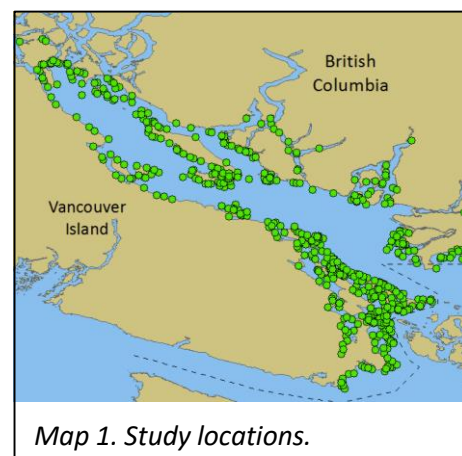 British
Columbia
Vancouver
Island
Map 1. Study locations.